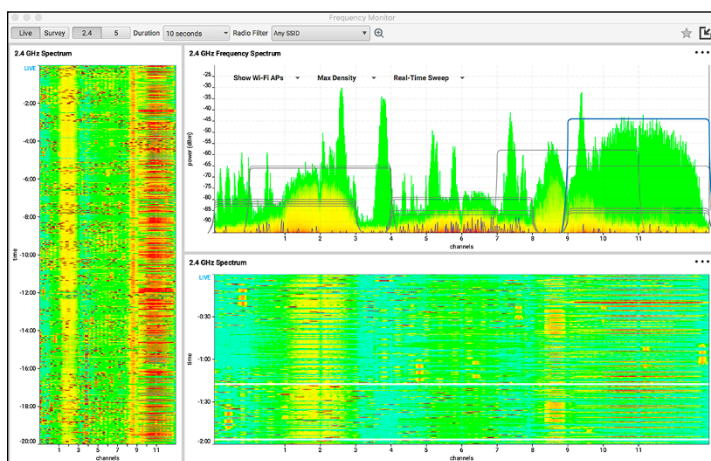 Frequency Monitor
Live Survey 2.4 5 Duration 10 seconds Radio Filter Any SSID
2.4 GHz Spectrum
LIVE
-2:00
-4:00
-6:00
-8:00
-10:00
-12:00
-14:00
-16:00
-18:00
-20:00
time
1 2 3 4 5 6 7 8 9 11
channels
2.4 GHz Frequency Spectrum
Show Wi-Fi APs Max Density Real-Time Sweep
-25
-30
-35
-40
-45
-50
-55
-60
-65
-70
-75
-80
-85
-90
power [dBm]
1 2 3 4 5 6 7 8 9 10 11
channels
2.4 GHz Spectrum
LIVE
-0:30
-1:00
-1:30
-2:00
time
1 2 3 4 5 6 7 8 9 10 11
channels